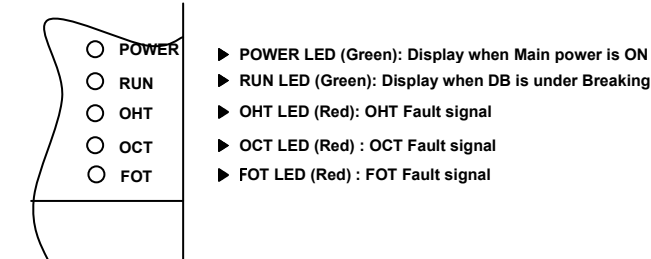 POWER ▶ POWER LED (Green): Display when Main power is ON
RUN ▶ RUN LED (Green): Display when DB is under Breaking
OHT ▶ OHT LED (Red): OHT Fault signal
OCT ▶ OCT LED (Red) : OCT Fault signal
FOT ▶ FOT LED (Red) : FOT Fault signal